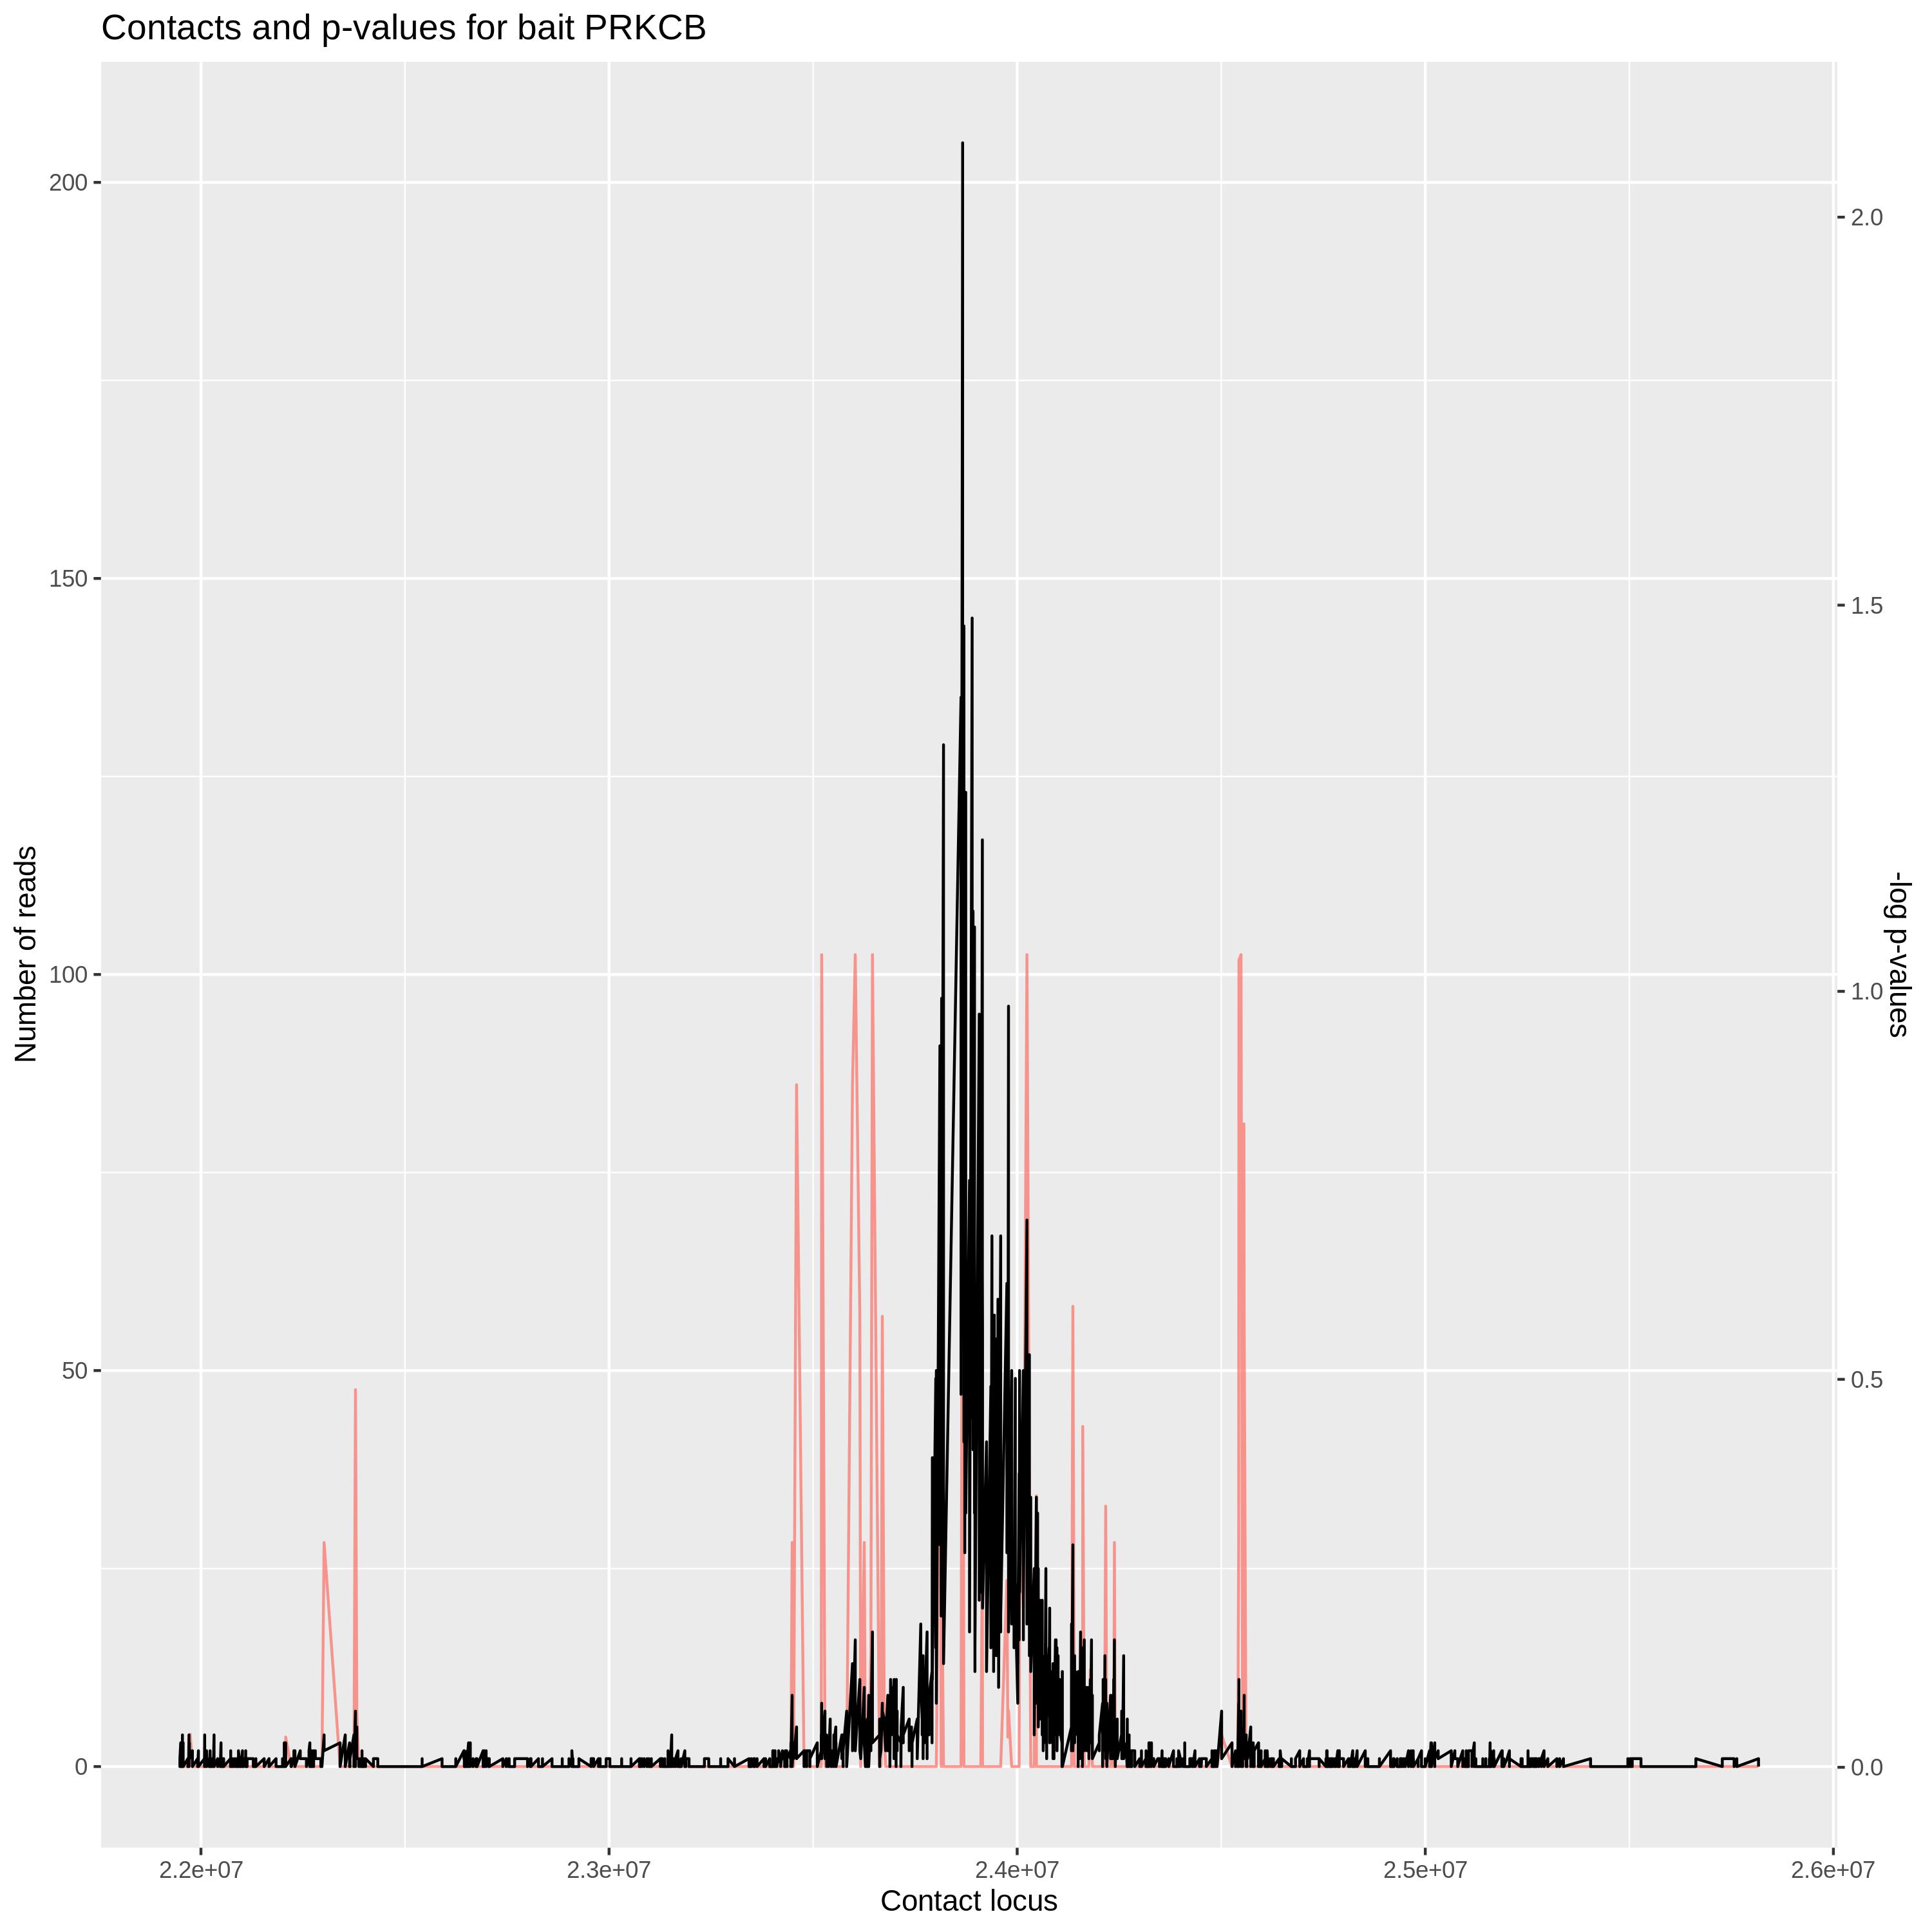 Contacts and p-values for bait PRKCB
200
150
100
50
0
Number of reads
2.0
1.5
1.0
0.5
0.0
-log p-values
2.2e+07
2.3e+07
2.4e+07
2.5e+07
2.6e+07
Contact locus